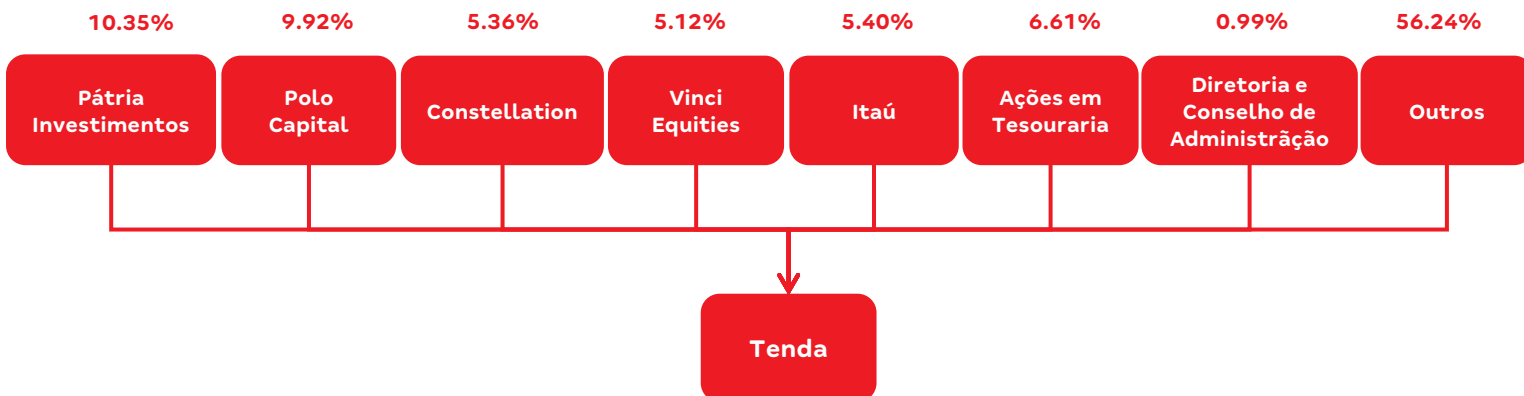 10.35% 9.92% 5.36% 5.12% 5.40% 6.61% 0.99% 56.24%
Pátria
Investimentos
Polo
Capital
Constellation
Vinci
Equities
Itaú
Ações em
Tesouraria
Diretoria e
Conselho de
Administrãção
Outros
Tenda